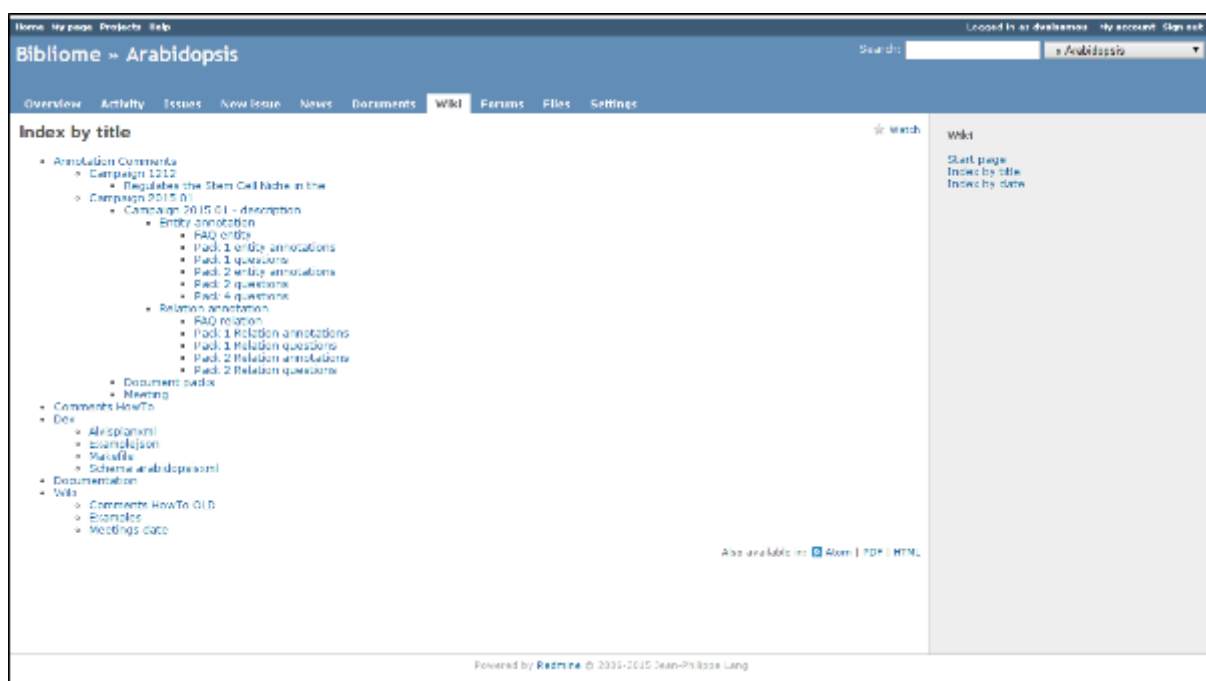 Home My page Projects Help
Logged in as My account Sign out
Bibliome » Arabidopsis
Search:
» Arabidopsis
Overview Activity Issues New issue News Documents Wiki Forums Files Settings
Index by title
Watch
Annotation Comments
Campaign 1212
Regulates the Stem Cell Niche in the
Campaign 2015 01
Campaign 2015 01 - description
Entity annotation
FAQ entity
Pack 1 entity annotations
Pack 1 questions
Pack 2 entity annotations
Pack 2 questions
Pack 4 questions
Relation annotation
FAQ relation
Pack 1 Relation annotations
Pack 1 Relation questions
Pack 2 Relation annotations
Pack 2 Relation questions
Document packs
Meeting
Comments HowTo
Dev
Alvisplanxml
Examplejson
Makefile
Schema arabidopsisxml
Documentation
Wiki
Comments HowTo OLD
Examples
Meetings date
Also available in: Atom | PDF | HTML
Wiki
Start page
Index by title
Index by date
Powered by Redmine © 2006-2015 Jean-Philippe Lang